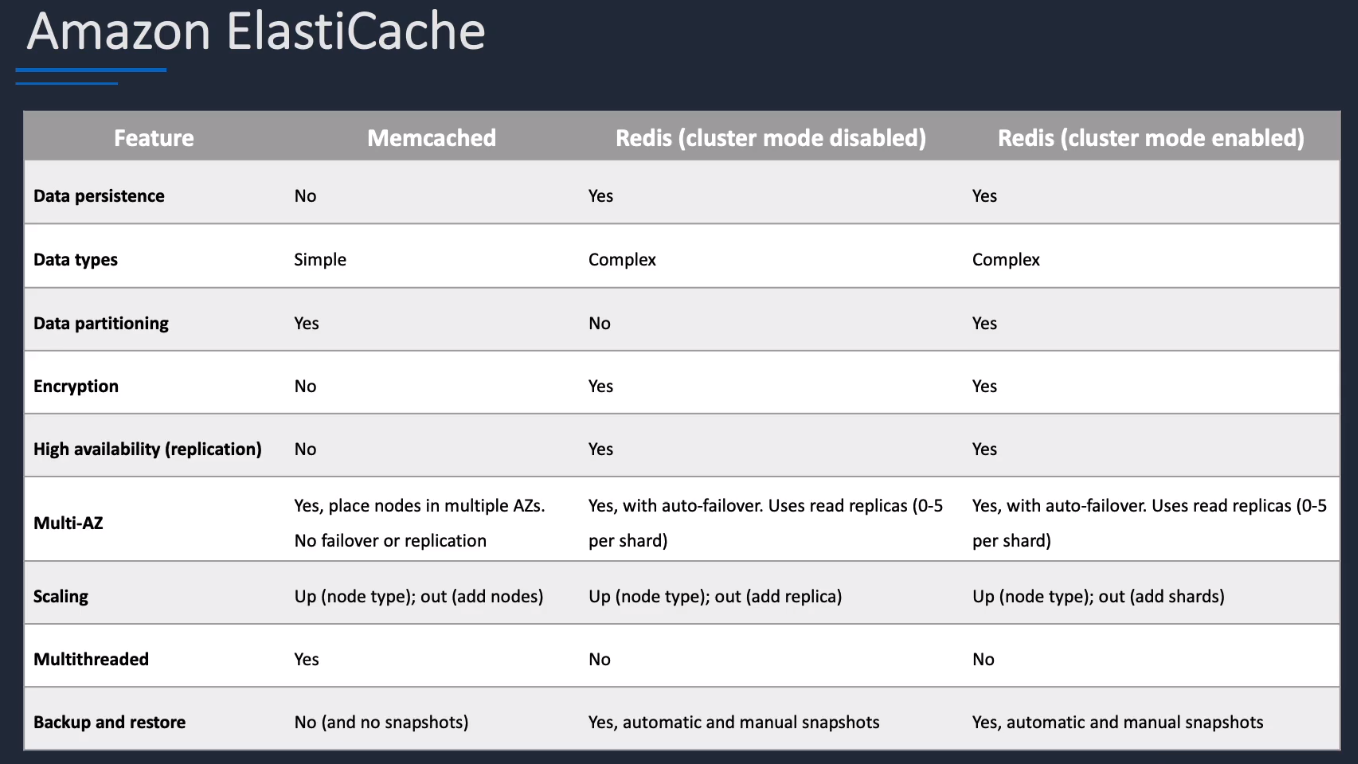 Amazon ElastiCache
Feature Memcached Redis (cluster mode disabled) Redis (cluster mode enabled)
Data persistence No Yes Yes
Data types Simple Complex Complex
Data partitioning Yes No Yes
Encryption No Yes Yes
High availability (replication) No Yes Yes
Multi-AZ Yes, place nodes in multiple AZs. No failover or replication Yes, with auto-failover. Uses read replicas (0-5 per shard) Yes, with auto-failover. Uses read replicas (0-5 per shard)
Scaling Up (node type); out (add nodes) Up (node type); out (add replica) Up (node type); out (add shards)
Multithreaded Yes No No
Backup and restore No (and no snapshots) Yes, automatic and manual snapshots Yes, automatic and manual snapshots